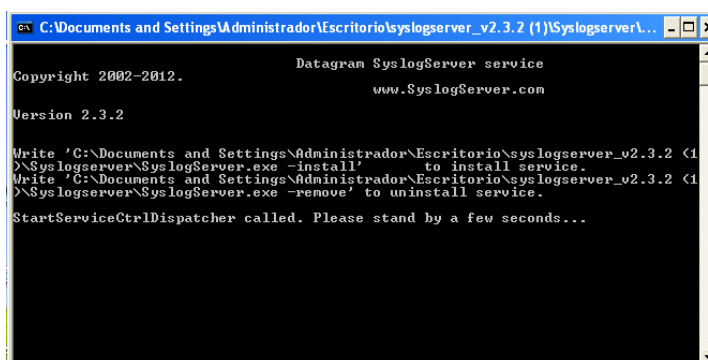 C:\Documents and Settings\Administrador\Escritorio\syslogserver_v2.3.2 (1)\Syslogserver\...
Datagram SyslogServer service
Copyright 2002-2012.
www.SyslogServer.com
Version 2.3.2
Write 'C:\Documents and Settings\Administrador\Escritorio\syslogserver_v2.3.2 (1
)\Syslogserver\SyslogServer.exe -install' to install service.
Write 'C:\Documents and Settings\Administrador\Escritorio\syslogserver_v2.3.2 (1
)\Syslogserver\SyslogServer.exe -remove' to uninstall service.
StartServiceCtrlDispatcher called. Please stand by a few seconds...